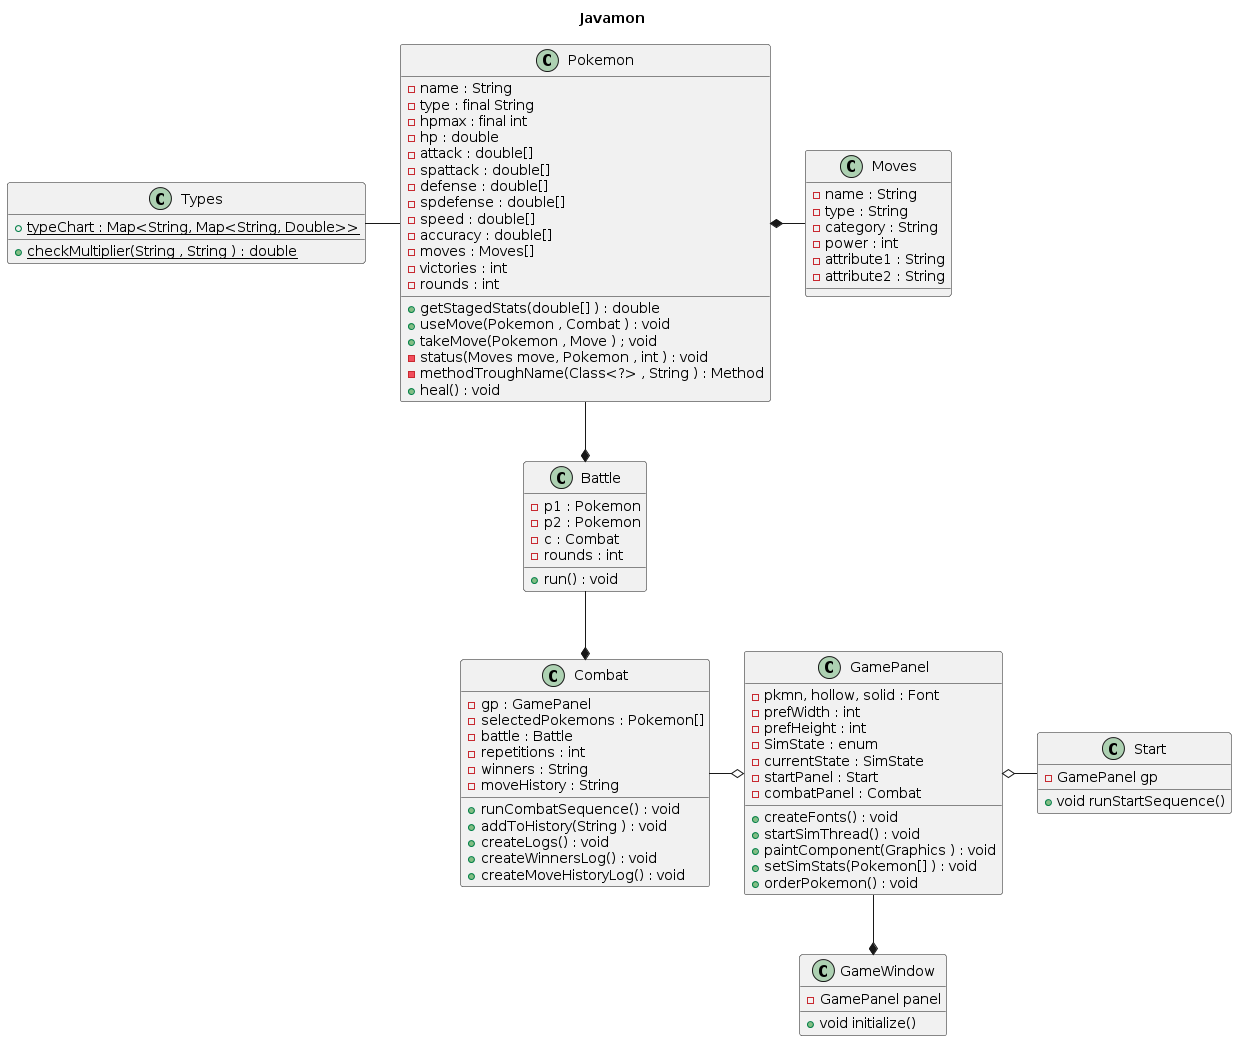 Javamon
C Pokemon
name : String
type : final String
hpmax : final int
hp : double
attack : double[]
spattack : double[]
defense : double[]
spdefense : double[]
speed : double[]
accuracy : double[]
moves : Moves[]
victories : int
rounds : int
getStagedStats(double[] ) : double
useMove(Pokemon , Combat ) : void
takeMove(Pokemon , Move ) ; void
status(Moves move, Pokemon , int ) : void
methodTroughName(Class<?> , String ) : Method
heal() : void
C Types
typeChart : Map<String, Map<String, Double>>
checkMultiplier(String , String ) : double
C Moves
name : String
type : String
category : String
power : int
attribute1 : String
attribute2 : String
C Battle
p1 : Pokemon
p2 : Pokemon
c : Combat
rounds : int
run() : void
C Combat
gp : GamePanel
selectedPokemons : Pokemon[]
battle : Battle
repetitions : int
winners : String
moveHistory : String
runCombatSequence() : void
addToHistory(String ) : void
createLogs() : void
createWinnersLog() : void
createMoveHistoryLog() : void
C GamePanel
pkmn, hollow, solid : Font
prefWidth : int
prefHeight : int
SimState : enum
currentState : SimState
startPanel : Start
combatPanel : Combat
createFonts() : void
startSimThread() : void
paintComponent(Graphics ) : void
setSimStats(Pokemon[] ) : void
orderPokemon() : void
C Start
GamePanel gp
void runStartSequence()
C GameWindow
GamePanel panel
void initialize()